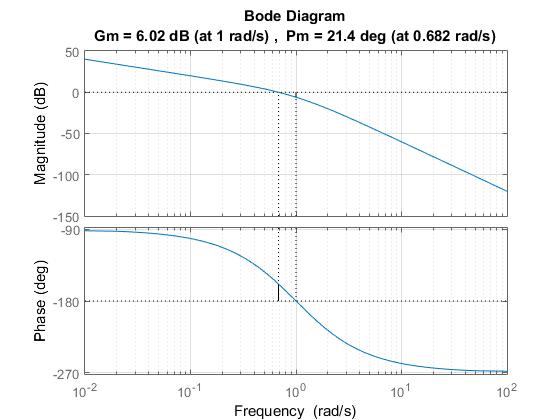 Bode Diagram
Gm = 6.02 dB (at 1 rad/s) , Pm = 21.4 deg (at 0.682 rad/s)
50
0
-50
-100
-150
Magnitude (dB)
-90
-180
-270
Phase (deg)
10^-2
10^-1
10^0
10^1
10^2
Frequency (rad/s)